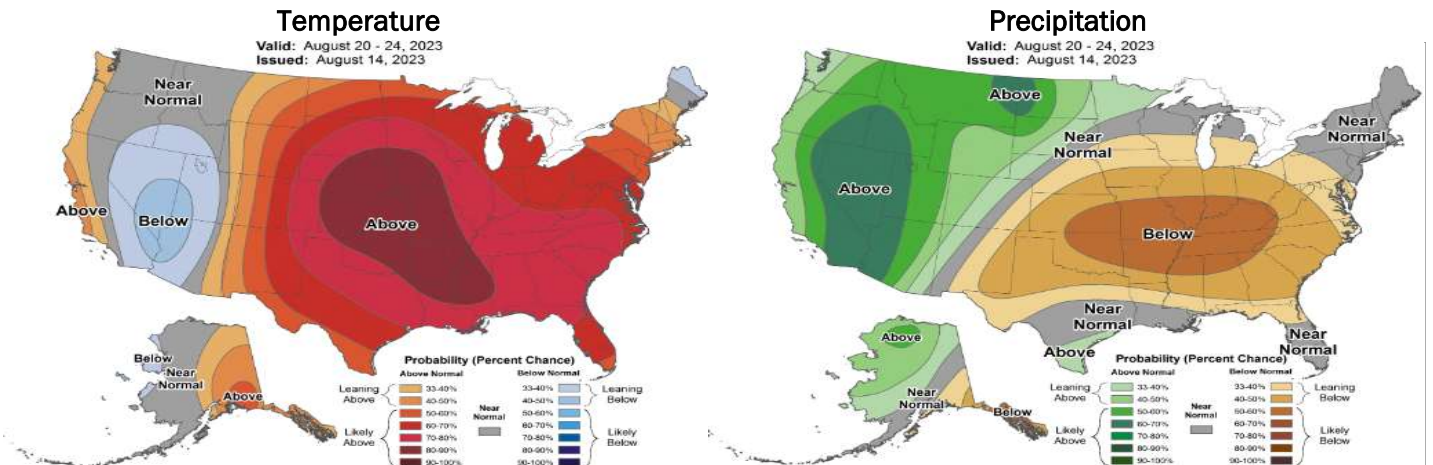 Temperature
Valid: August 20 - 24, 2023
Issued: August 14, 2023
Near
Normal
Above
Below
Above
Below
Near
Normal
Above
Probability (Percent Chance)
Above Normal
Below Normal
Leaning
Above
Likely
Above
33-40%
40-50%
50-60%
60-70%
70-80%
80-90%
90-100%
Near
Normal
33-40%
40-50%
50-60%
60-70%
70-80%
80-90%
90-100%
Leaning
Below
Likely
Below
Precipitation
Valid: August 20 - 24, 2023
Issued: August 14, 2023
Above
Near
Normal
Near
Normal
Above
Below
Near
Normal
Above
Near
Normal
Above
Near
Normal
Below
Probability (Percent Chance)
Above Normal
Below Normal
Leaning
Above
Likely
Above
33-40%
40-50%
50-60%
60-70%
70-80%
80-90%
90-100%
Near
Normal
33-40%
40-50%
50-60%
60-70%
70-80%
80-90%
90-100%
Leaning
Below
Likely
Below